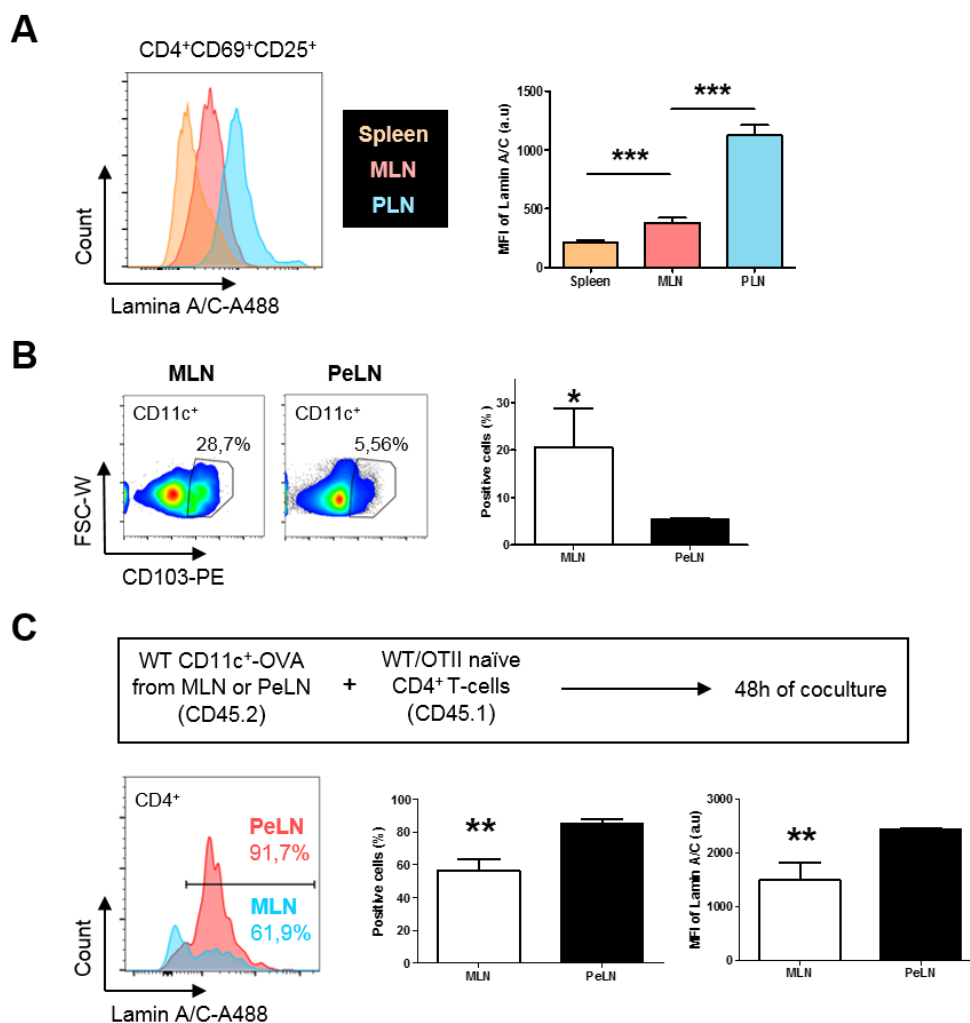 A
CD4⁺CD69⁺CD25⁺
Count
Lamina A/C-A488
Spleen
MLN
PLN
MFI of Lamin A/C (a.u)
1500
1000
500
0
***
***
Spleen MLN PLN
B
MLN PeLN
CD11c⁺ CD11c⁺
28,7% 5,56%
FSC-W
CD103-PE
Positive cells (%)
30
20
10
0
*
MLN PeLN
C
WT CD11c⁺-OVA
from MLN or PeLN
(CD45.2)
+
WT/OTII naïve
CD4⁺ T-cells
(CD45.1)
48h of coculture
CD4⁺
PeLN
91,7%
MLN
61,9%
Count
Lamin A/C-A488
Positive cells (%)
100
80
60
40
20
0
**
MLN PeLN
MFI of Lamin A/C (a.u)
3000
2000
1000
0
**
MLN PeLN